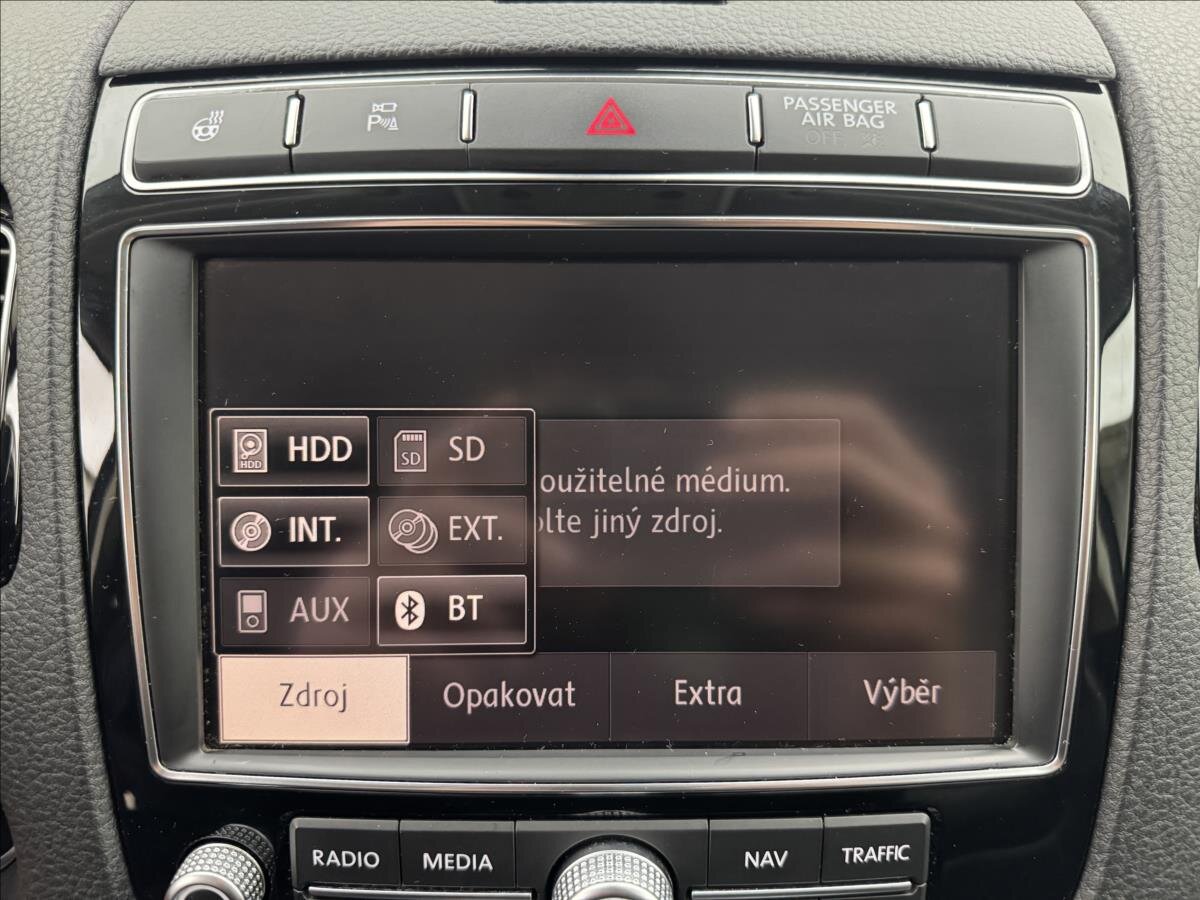 PASSENGER
AIR BAG
OFF
HDD HDD
SD SD
oužitelné médium.
INT.
EXT.
lte jiný zdroj.
AUX
BT
Zdroj
Opakovat
Extra
Výběr
RADIO
MEDIA
NAV
TRAFFIC